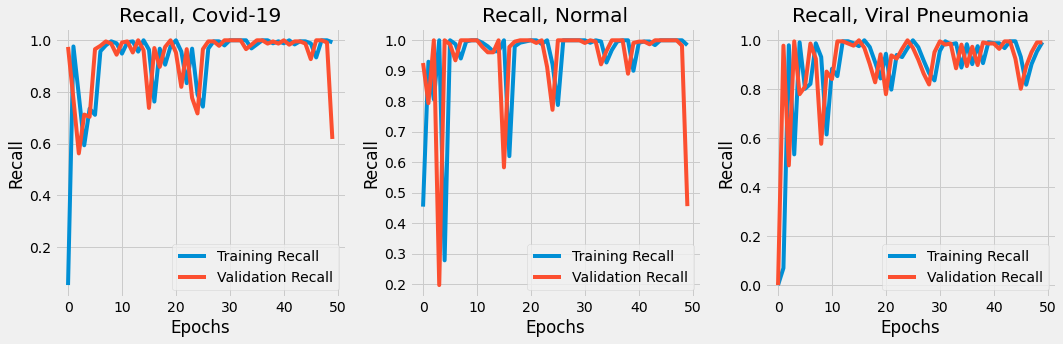 Recall, Covid-19
Recall
1.0
0.8
0.6
0.4
0.2
0
10
20
30
40
50
Epochs
Training Recall
Validation Recall
Recall, Normal
Recall
1.0
0.9
0.8
0.7
0.6
0.5
0.4
0.3
0.2
0
10
20
30
40
50
Epochs
Training Recall
Validation Recall
Recall, Viral Pneumonia
Recall
1.0
0.8
0.6
0.4
0.2
0.0
0
10
20
30
40
50
Epochs
Training Recall
Validation Recall